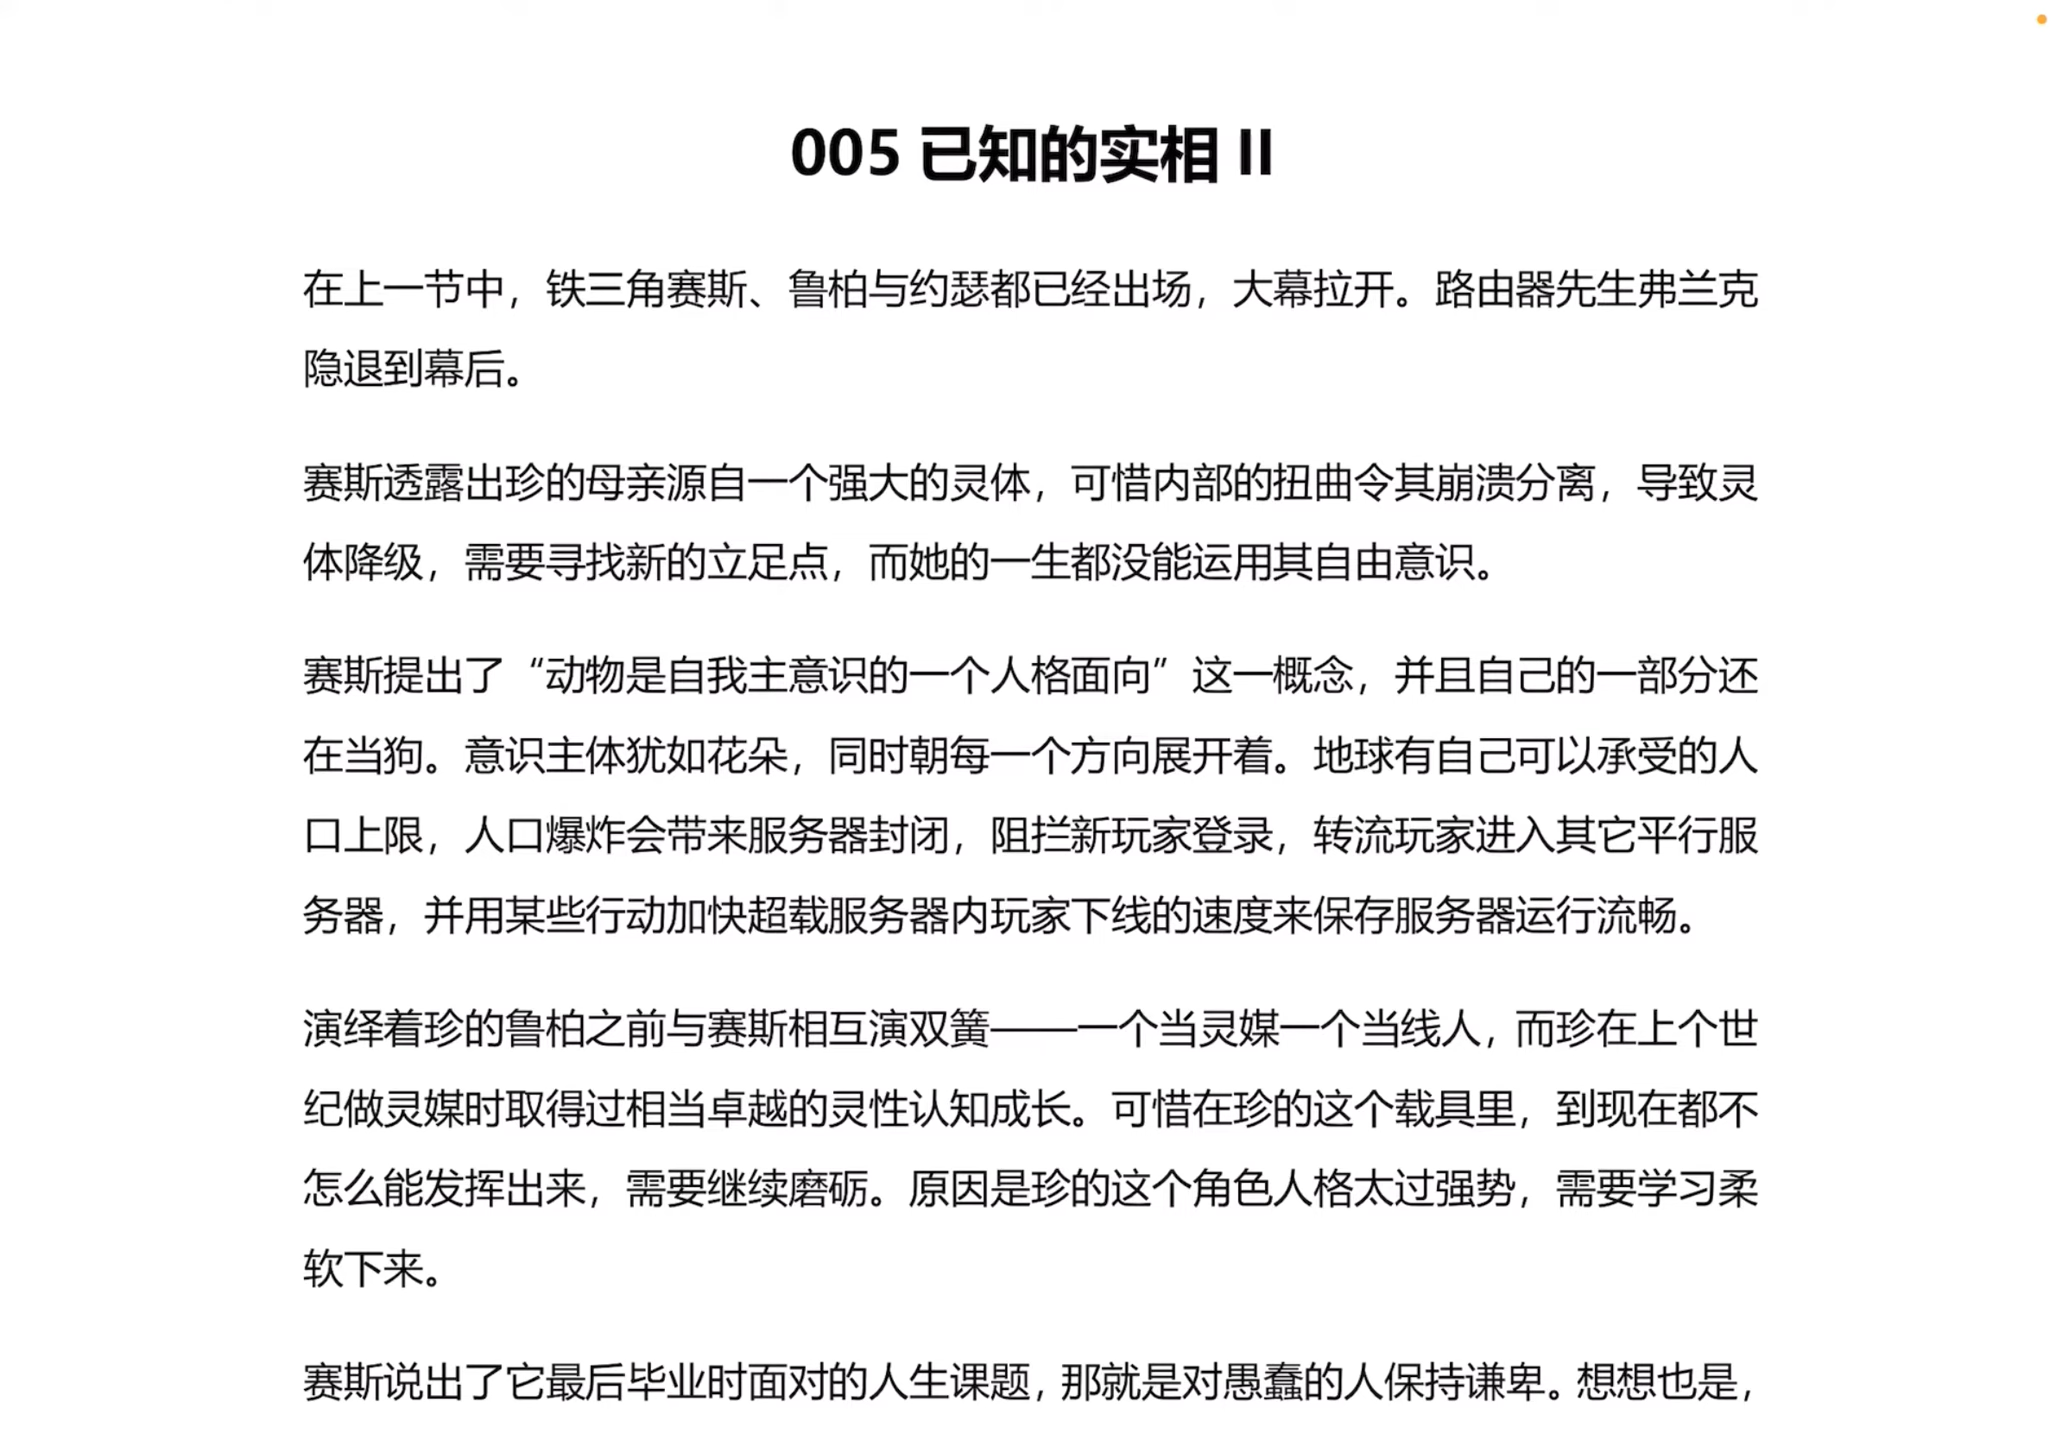 005 已知的实相 II
在上一节中，铁三角赛斯、鲁柏与约瑟都已经出场，大幕拉开。路由器先生弗兰克
隐退到幕后。
赛斯透露出珍的母亲源自一个强大的灵体，可惜内部的扭曲令其崩溃分离，导致灵
体降级，需要寻找新的立足点，而她的一生都没能运用其自由意识。
赛斯提出了“动物是自我主意识的一个人格面向”这一概念，并且自己的一部分还
在当狗。意识主体犹如花朵，同时朝每一个方向展开着。地球有自己可以承受的人
口上限，人口爆炸会带来服务器封闭，阻拦新玩家登录，转流玩家进入其它平行服
务器，并用某些行动加快超载服务器内玩家下线的速度来保存服务器运行流畅。
演绎着珍的鲁柏之前与赛斯相互演双簧——一个当灵媒一个当线人，而珍在上个世
纪做灵媒时取得过相当卓越的灵性认知成长。可惜在珍的这个载具里，到现在都不
怎么能发挥出来，需要继续磨砺。原因是珍的这个角色人格太过强势，需要学习柔
软下来。
赛斯说出了它最后毕业时面对的人生课题，那就是对愚蠢的人保持谦卑。想想也是，